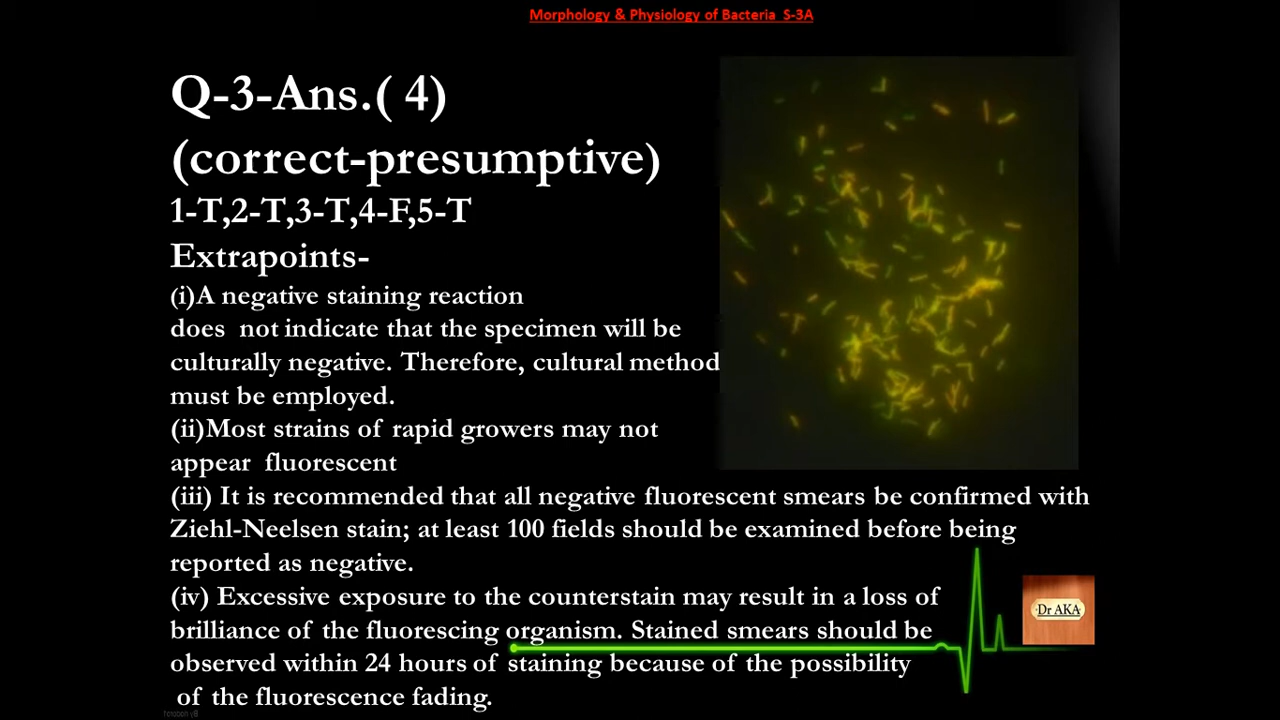 Morphology & Physiology of Bacteria S-3A
Q-3-Ans.( 4)
(correct-presumptive)
1-T,2-T,3-T,4-F,5-T
Extrapoints-
(i)A negative staining reaction
does not indicate that the specimen will be
culturally negative. Therefore, cultural method
must be employed.
(ii)Most strains of rapid growers may not
appear fluorescent
(iii) It is recommended that all negative fluorescent smears be confirmed with
Ziehl-Neelsen stain; at least 100 fields should be examined before being
reported as negative.
(iv) Excessive exposure to the counterstain may result in a loss of
brilliance of the fluorescing organism. Stained smears should be
observed within 24 hours of staining because of the possibility
of the fluorescence fading.
Dr AKA